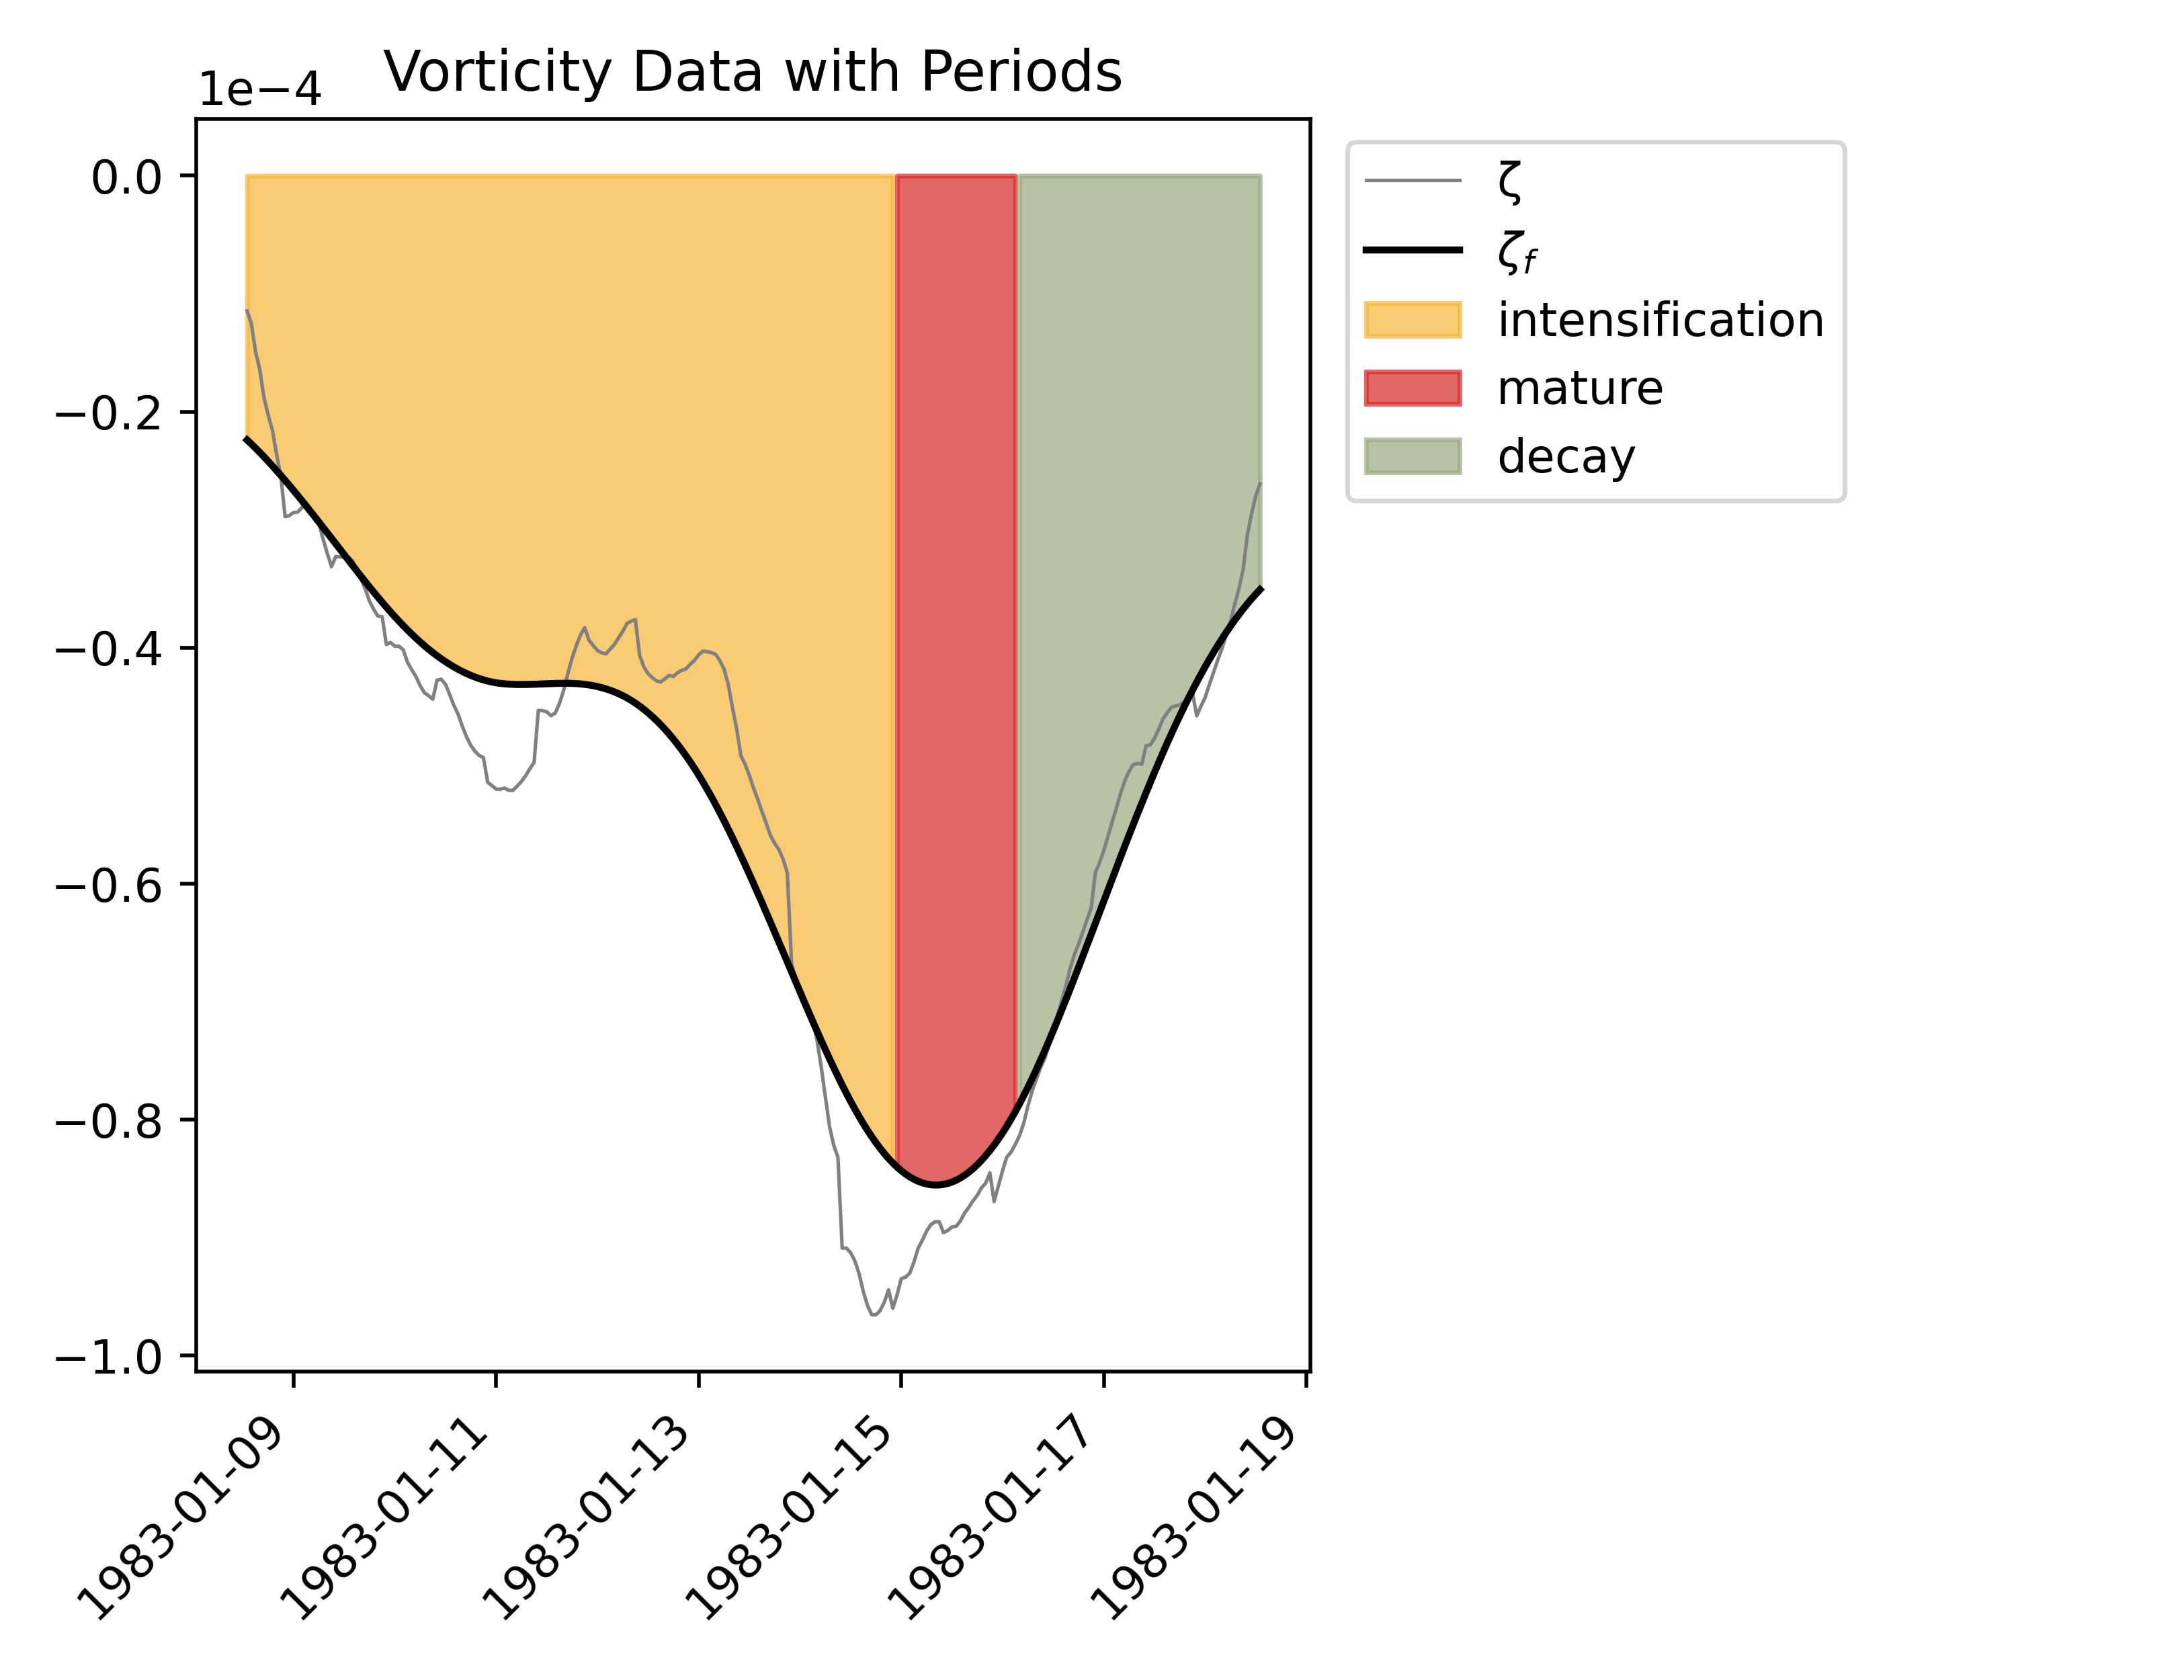 Vorticity Data with Periods
1e−4
0.0
−0.2
−0.4
−0.6
−0.8
−1.0
1983-01-09
1983-01-11
1983-01-13
1983-01-15
1983-01-17
1983-01-19
ζ
ζf
intensification
mature
decay